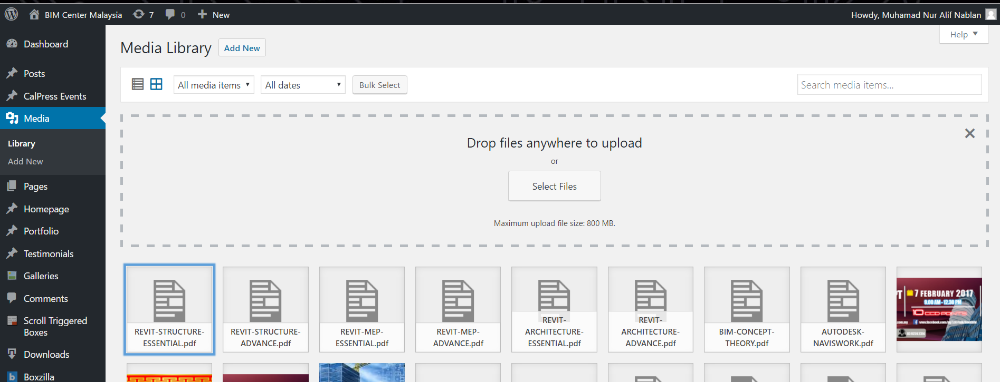 BIM Center Malaysia
7
0
New
Howdy, Muhamad Nur Alif Nablan
Dashboard
Posts
CalPress Events
Media
Library
Add New
Pages
Homepage
Portfolio
Testimonials
Galleries
Comments
Scroll Triggered
Boxes
Downloads
Boxzilla
Help
Media Library
Add New
All media items
All dates
Bulk Select
Search media items...
Drop files anywhere to upload
or
Select Files
Maximum upload file size: 800 MB.
REVIT-STRUCTURE-
ESSENTIAL.pdf
REVIT-STRUCTURE-
ADVANCE.pdf
REVIT-MEP-
ESSENTIAL.pdf
REVIT-MEP-
ADVANCE.pdf
REVIT-
ARCHITECTURE-
ESSENTIAL.pdf
REVIT-
ARCHITECTURE-
ADVANCE.pdf
BIM-CONCEPT-
THEORY.pdf
AUTODESK-
NAVISWORK.pdf
7 FEBRUARY 2017
9.00 AM - 12.30 PM
10 CCD POINTS